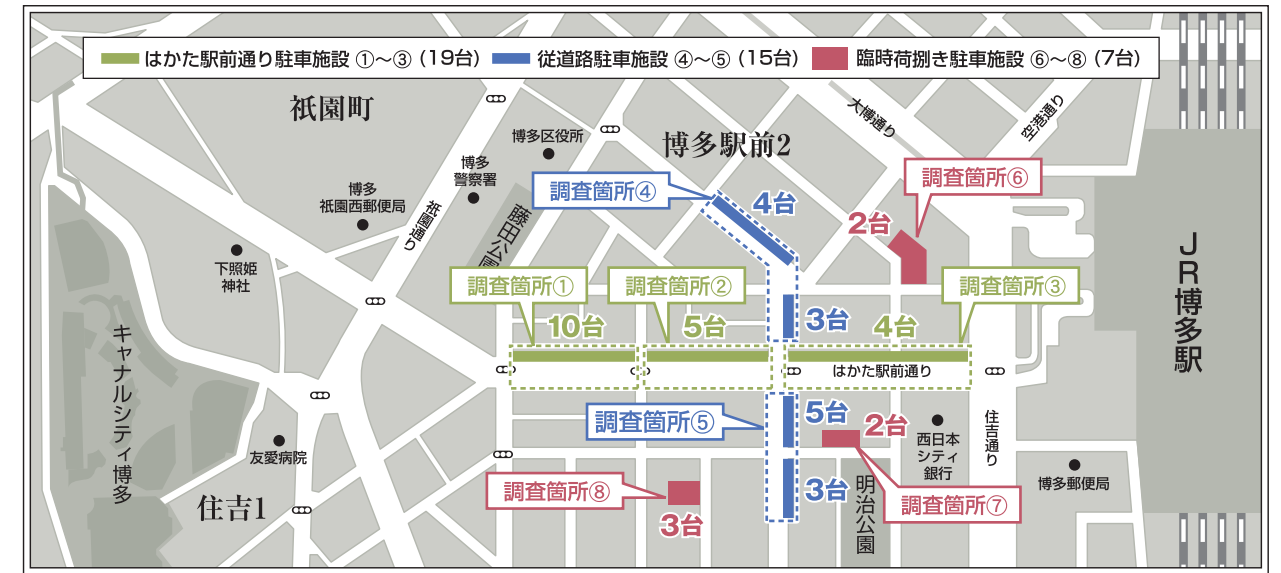 はかた駅前通り駐車施設 ①～③ (19台)
従道路駐車施設 ④～⑤ (15台)
臨時荷捌き駐車施設 ⑥～⑧ (7台)
祇園町
博多区役所
博多駅前2
大博通り
空港通り
博多
警察署
調査箇所④
4台
調査箇所⑥
2台
博多
祇園西郵便局
祇園通り
藤田公園
下照姫
神社
JR博多駅
調査箇所①
調査箇所②
調査箇所③
10台
5台
3台
4台
キャナルシティ博多
はかた駅前通り
調査箇所⑤
5台
2台
西日本
シティ
銀行
住吉通り
友愛病院
住吉1
調査箇所⑧
3台
3台
明治公園
調査箇所⑦
博多郵便局